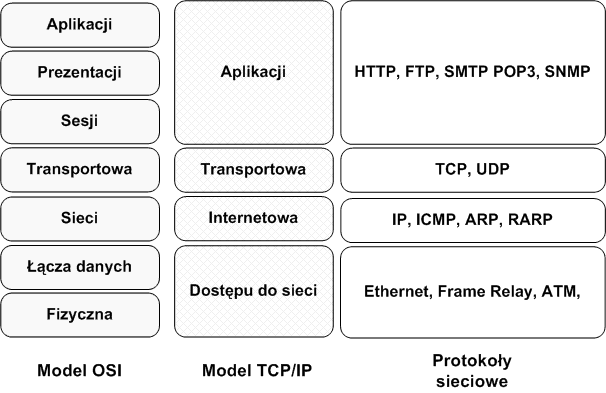 Aplikacji
Prezentacji
Sesji
Transportowa
Sieci
Łącza danych
Fizyczna
Model OSI
Aplikacji
Transportowa
Internetowa
Dostępu do sieci
Model TCP/IP
HTTP, FTP, SMTP POP3, SNMP
TCP, UDP
IP, ICMP, ARP, RARP
Ethernet, Frame Relay, ATM,
Protokoły
sieciowe